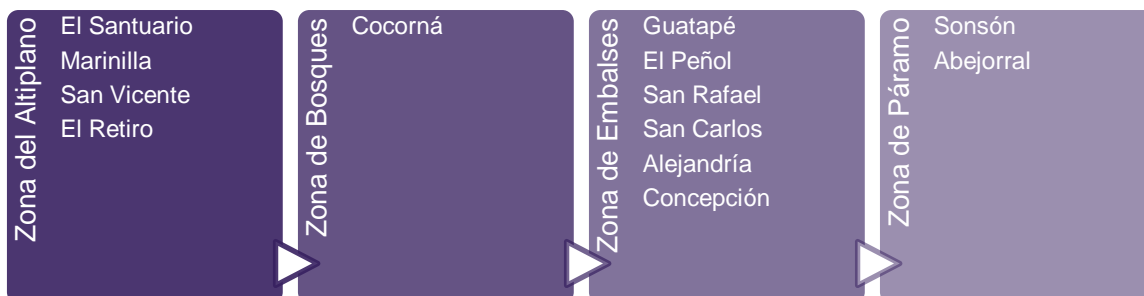 Zona del Altiplano
El Santuario
Marinilla
San Vicente
El Retiro
Zona de Bosques
Cocorná
Zona de Embalses
Guatapé
El Peñol
San Rafael
San Carlos
Alejandría
Concepción
Zona de Páramo
Sonsón
Abejorral